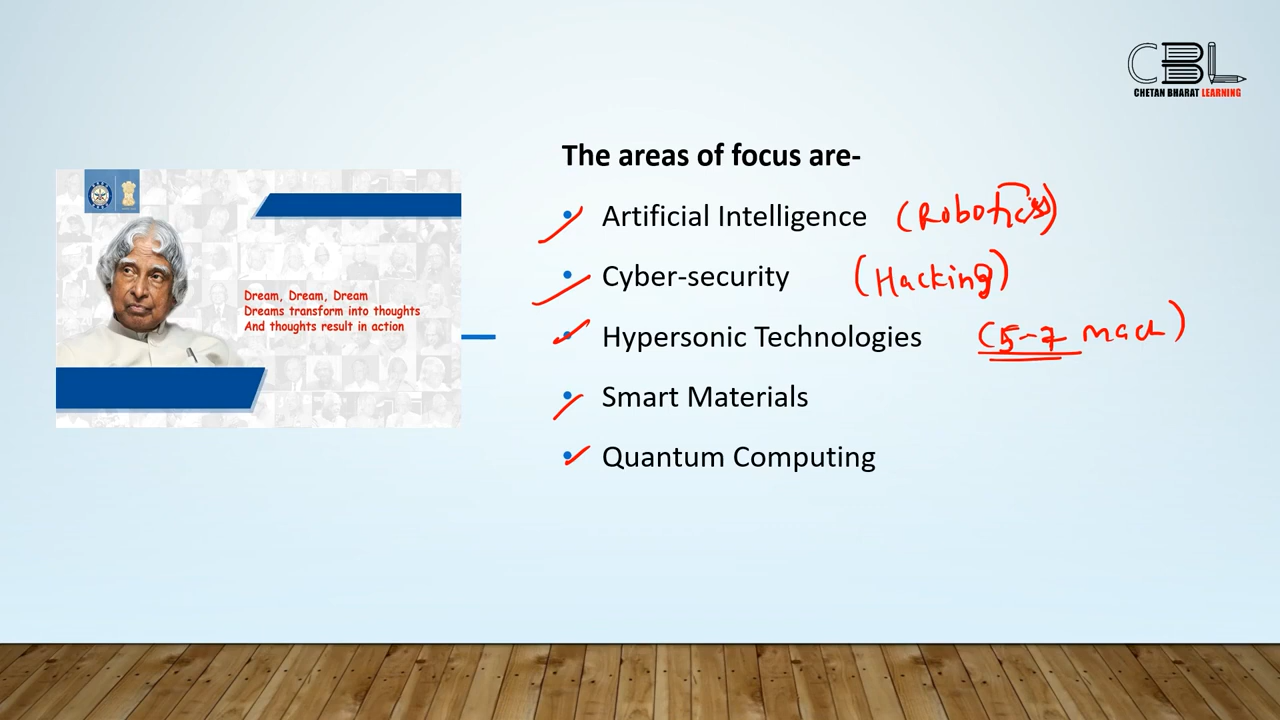 CBL
CHETAN BHARAT LEARNING
The areas of focus are-
• Artificial Intelligence (Robotics)
• Cyber-security (Hacking)
• Hypersonic Technologies (5-7 mach)
• Smart Materials
• Quantum Computing
Dream, Dream, Dream
Dreams transform into thoughts
And thoughts result in action